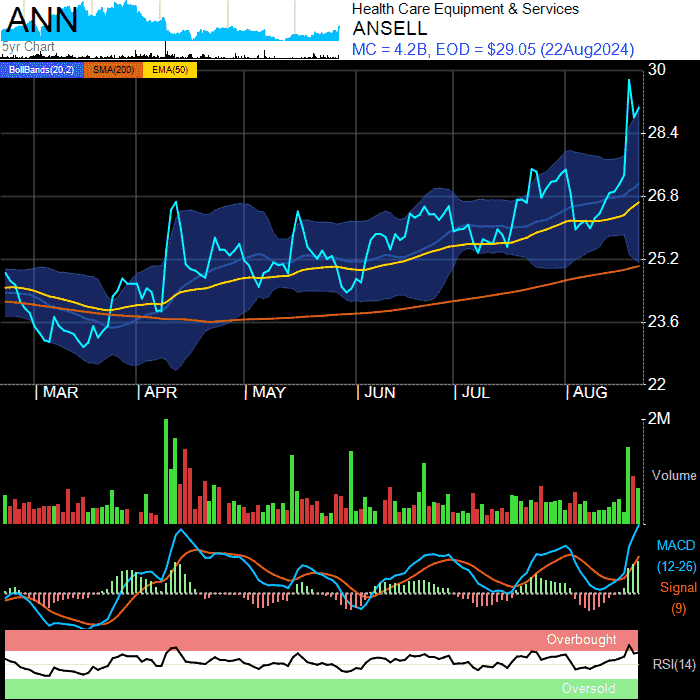 ANN
5yr Chart
Health Care Equipment & Services
ANSELL
MC = 4.2B, EOD = $29.05 (22Aug2024)
BollBands(20,2) SMA(200) EMA(50)
30
28.4
26.8
25.2
23.6
22
| MAR | APR | MAY | JUN | JUL | AUG
2M
Volume
MACD
(12-26)
Signal
(9)
Overbought
RSI(14)
Oversold